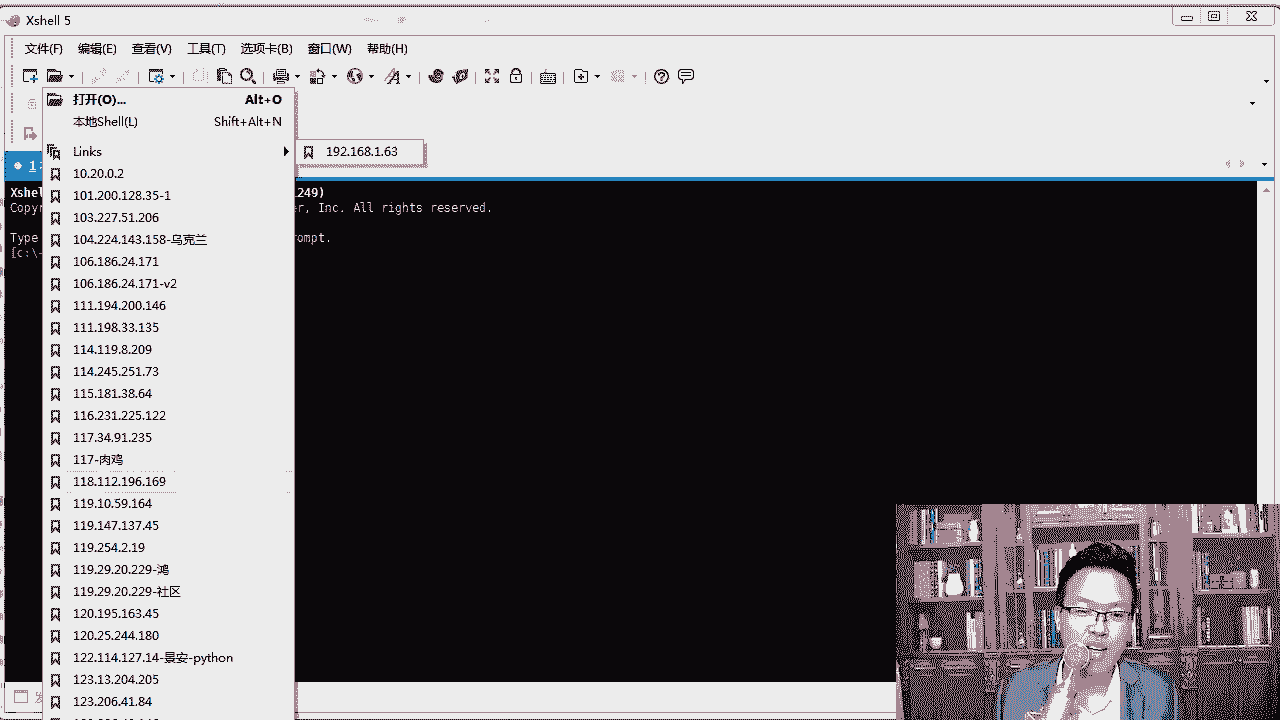 Xshell 5
文件(F) 编辑(E) 查看(V) 工具(T) 选项卡(B) 窗口(W) 帮助(H)
打开(O)... Alt+O
本地Shell(L) Shift+Alt+N
Links
192.168.1.63
1
10.20.0.2
101.200.128.35-1
103.227.51.206
104.224.143.158-乌克兰
106.186.24.171
106.186.24.171-v2
111.194.200.146
111.198.33.135
114.119.8.209
114.245.251.73
115.181.38.64
116.231.225.122
117.34.91.235
117-肉鸡
118.112.196.169
119.10.59.164
119.147.137.45
119.254.2.19
119.29.20.229-鸿
119.29.20.229-社区
120.195.163.45
120.25.244.180
122.114.127.14-景安-python
123.13.204.205
123.206.41.84
Xshel 249)
Copyr er, Inc. All rights reserved.
Type rompt.
[c:\